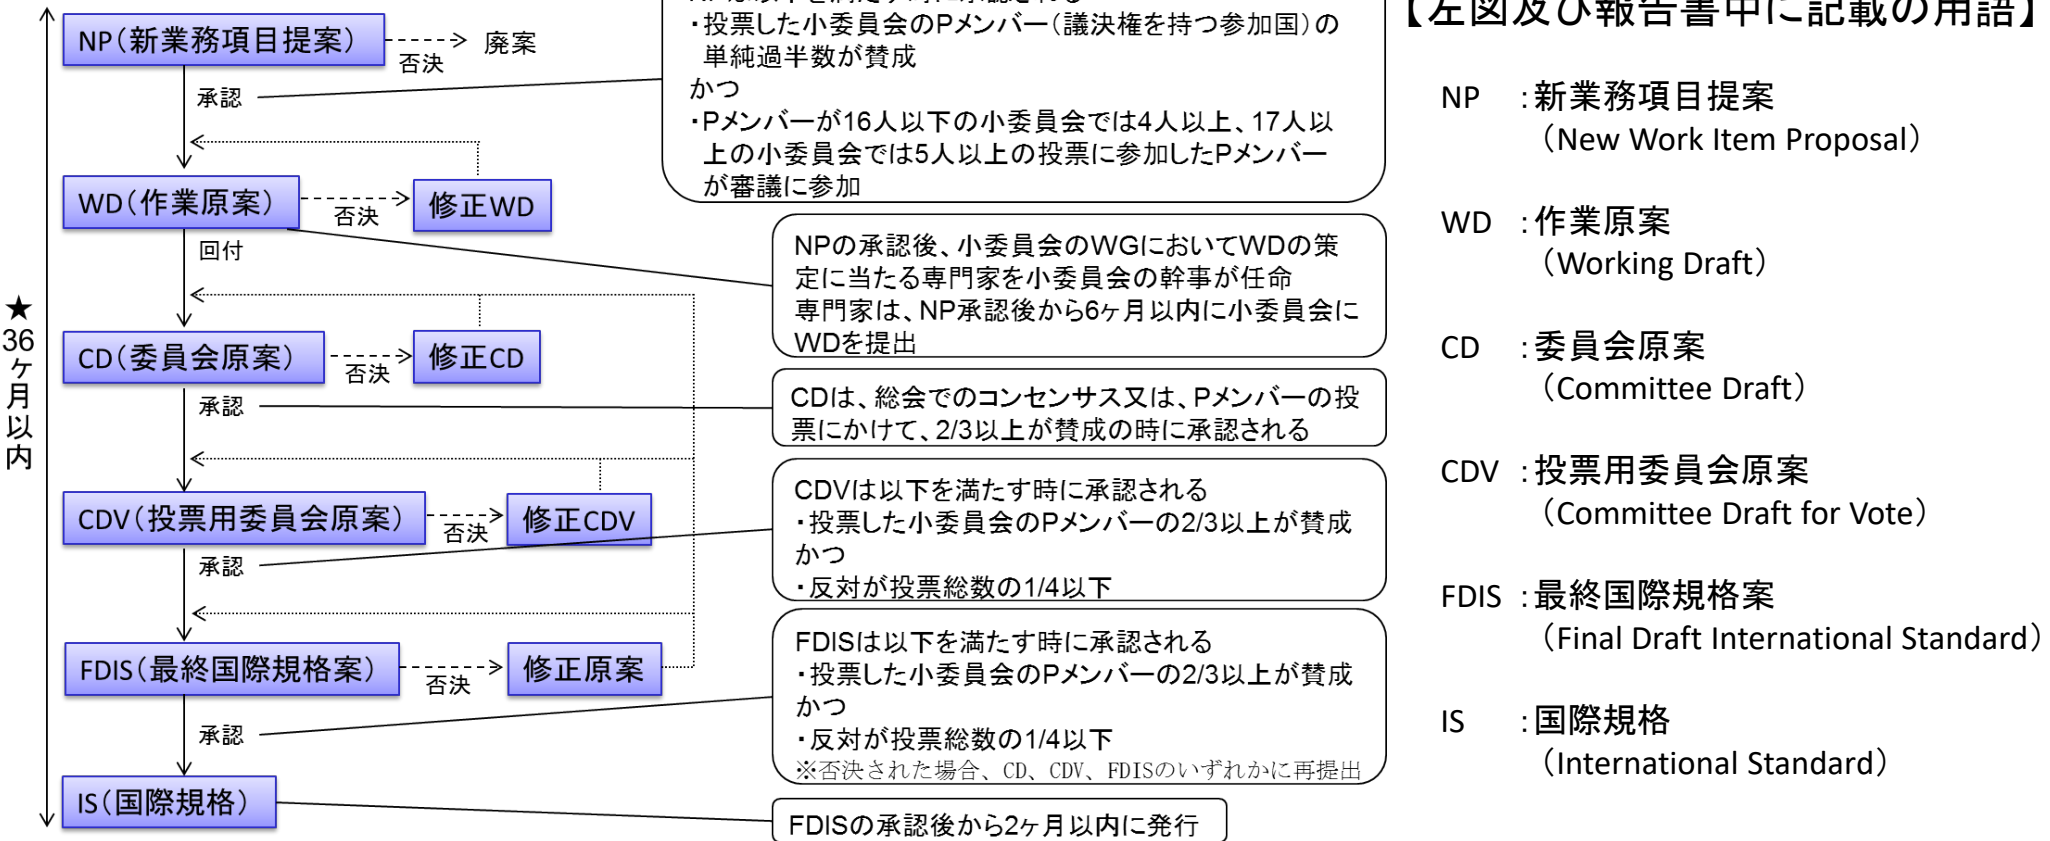 NP(新業務項目提案)
否決
廃案
承認
WD(作業原案)
否決
修正WD
回付
CD(委員会原案)
否決
修正CD
承認
CDV(投票用委員会原案)
否決
修正CDV
承認
FDIS(最終国際規格案)
否決
修正原案
承認
IS(国際規格)
★
36
ヶ
月
以
内
・投票した小委員会のPメンバー(議決権を持つ参加国)の
単純過半数が賛成
かつ
・Pメンバーが16人以下の小委員会では4人以上、17人以
上の小委員会では5人以上の投票に参加したPメンバー
が審議に参加
NPの承認後、小委員会のWGにおいてWDの策
定に当たる専門家を小委員会の幹事が任命
専門家は、NP承認後から6ヶ月以内に小委員会に
WDを提出
CDは、総会でのコンセンサス又は、Pメンバーの投
票にかけて、2/3以上が賛成の時に承認される
CDVは以下を満たす時に承認される
・投票した小委員会のPメンバーの2/3以上が賛成
かつ
・反対が投票総数の1/4以下
FDISは以下を満たす時に承認される
・投票した小委員会のPメンバーの2/3以上が賛成
かつ
・反対が投票総数の1/4以下
※否決された場合、CD、CDV、FDISのいずれかに再提出
FDISの承認後から2ヶ月以内に発行
【左図及び報告書中に記載の用語】
NP :新業務項目提案
(New Work Item Proposal)
WD :作業原案
(Working Draft)
CD :委員会原案
(Committee Draft)
CDV :投票用委員会原案
(Committee Draft for Vote)
FDIS :最終国際規格案
(Final Draft International Standard)
IS :国際規格
(International Standard)